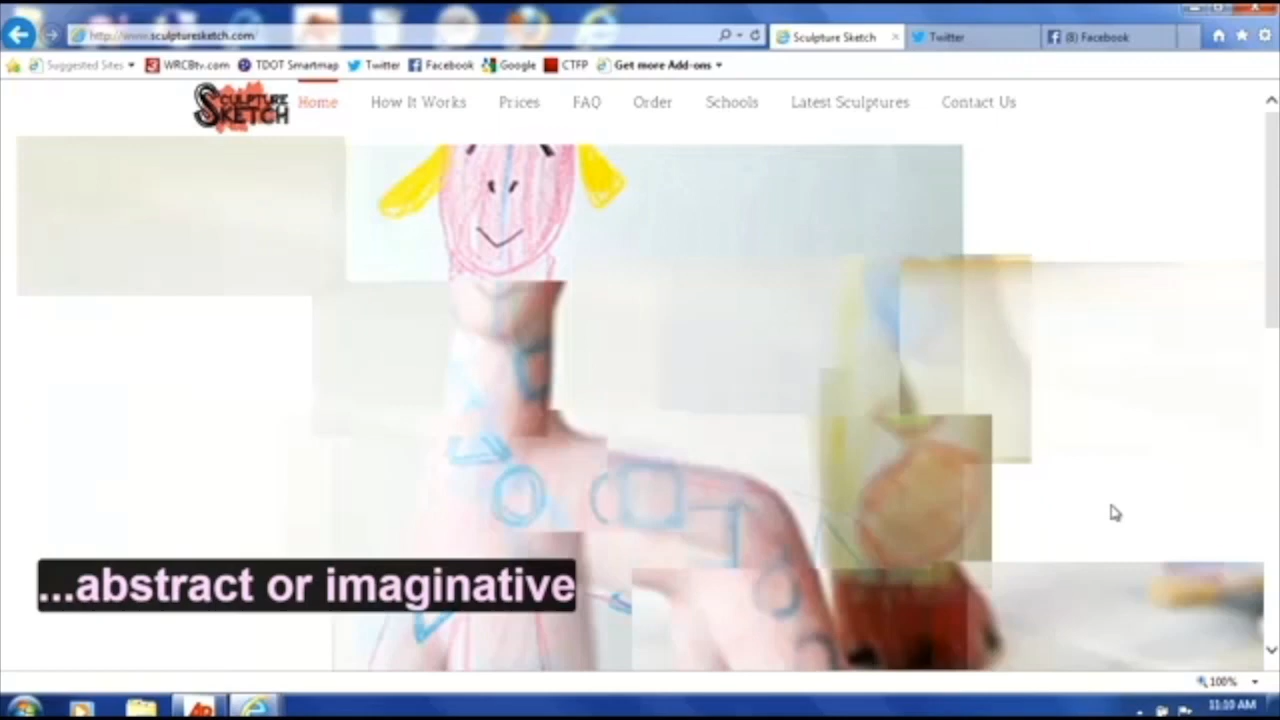 http://www.sculpturesketch.com/
Sculpture Sketch
Twitter
(8) Facebook
Suggested Sites
WRCBtv.com
TDOT Smartmap
Twitter
Facebook
Google
CTFP
Get more Add-ons
SCULPTURE
SKETCH
Home
How It Works
Prices
FAQ
Order
Schools
Latest Sculptures
Contact Us
...abstract or imaginative
100%
11:10 AM